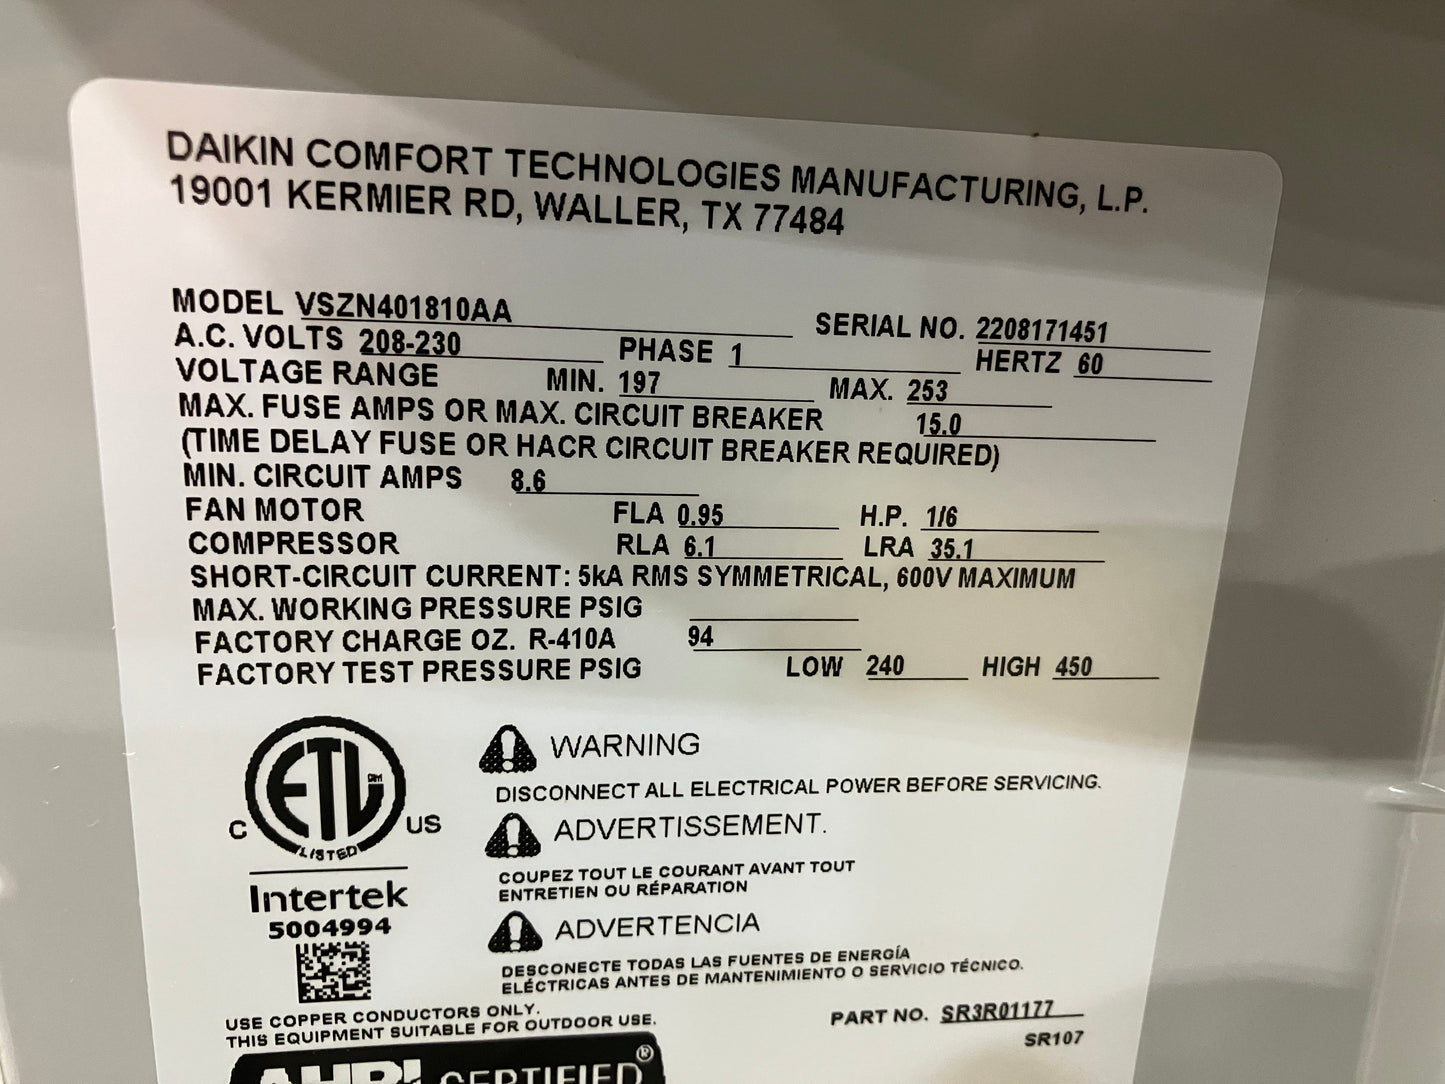 DAIKIN COMFORT TECHNOLOGIES MANUFACTURING, L.P.
19001 KERMIER RD, WALLER, TX 77484
MODEL VSZN401810AA SERIAL NO. 2208171451
A.C. VOLTS 208-230 PHASE 1 HERTZ 60
VOLTAGE RANGE MIN. 197 MAX. 253
MAX. FUSE AMPS OR MAX. CIRCUIT BREAKER 15.0
(TIME DELAY FUSE OR HACR CIRCUIT BREAKER REQUIRED)
MIN. CIRCUIT AMPS 8.6
FAN MOTOR FLA 0.95 H.P. 1/6
COMPRESSOR RLA 6.1 LRA 35.1
SHORT-CIRCUIT CURRENT: 5kA RMS SYMMETRICAL, 600V MAXIMUM
MAX. WORKING PRESSURE PSIG
FACTORY CHARGE OZ. R-410A 94
FACTORY TEST PRESSURE PSIG LOW 240 HIGH 450
ETL
C US
LISTED
Intertek
5004994
WARNING
DISCONNECT ALL ELECTRICAL POWER BEFORE SERVICING.
ADVERTISSEMENT.
COUPEZ TOUT LE COURANT AVANT TOUT
ENTRETIEN OU RÉPARATION
ADVERTENCIA
DESCONECTE TODAS LAS FUENTES DE ENERGÍA
ELÉCTRICAS ANTES DE MANTENIMIENTO O SERVICIO TÉCNICO.
USE COPPER CONDUCTORS ONLY.
THIS EQUIPMENT SUITABLE FOR OUTDOOR USE.
PART NO. SR3R01177
SR107
AHRI CERTIFIED®